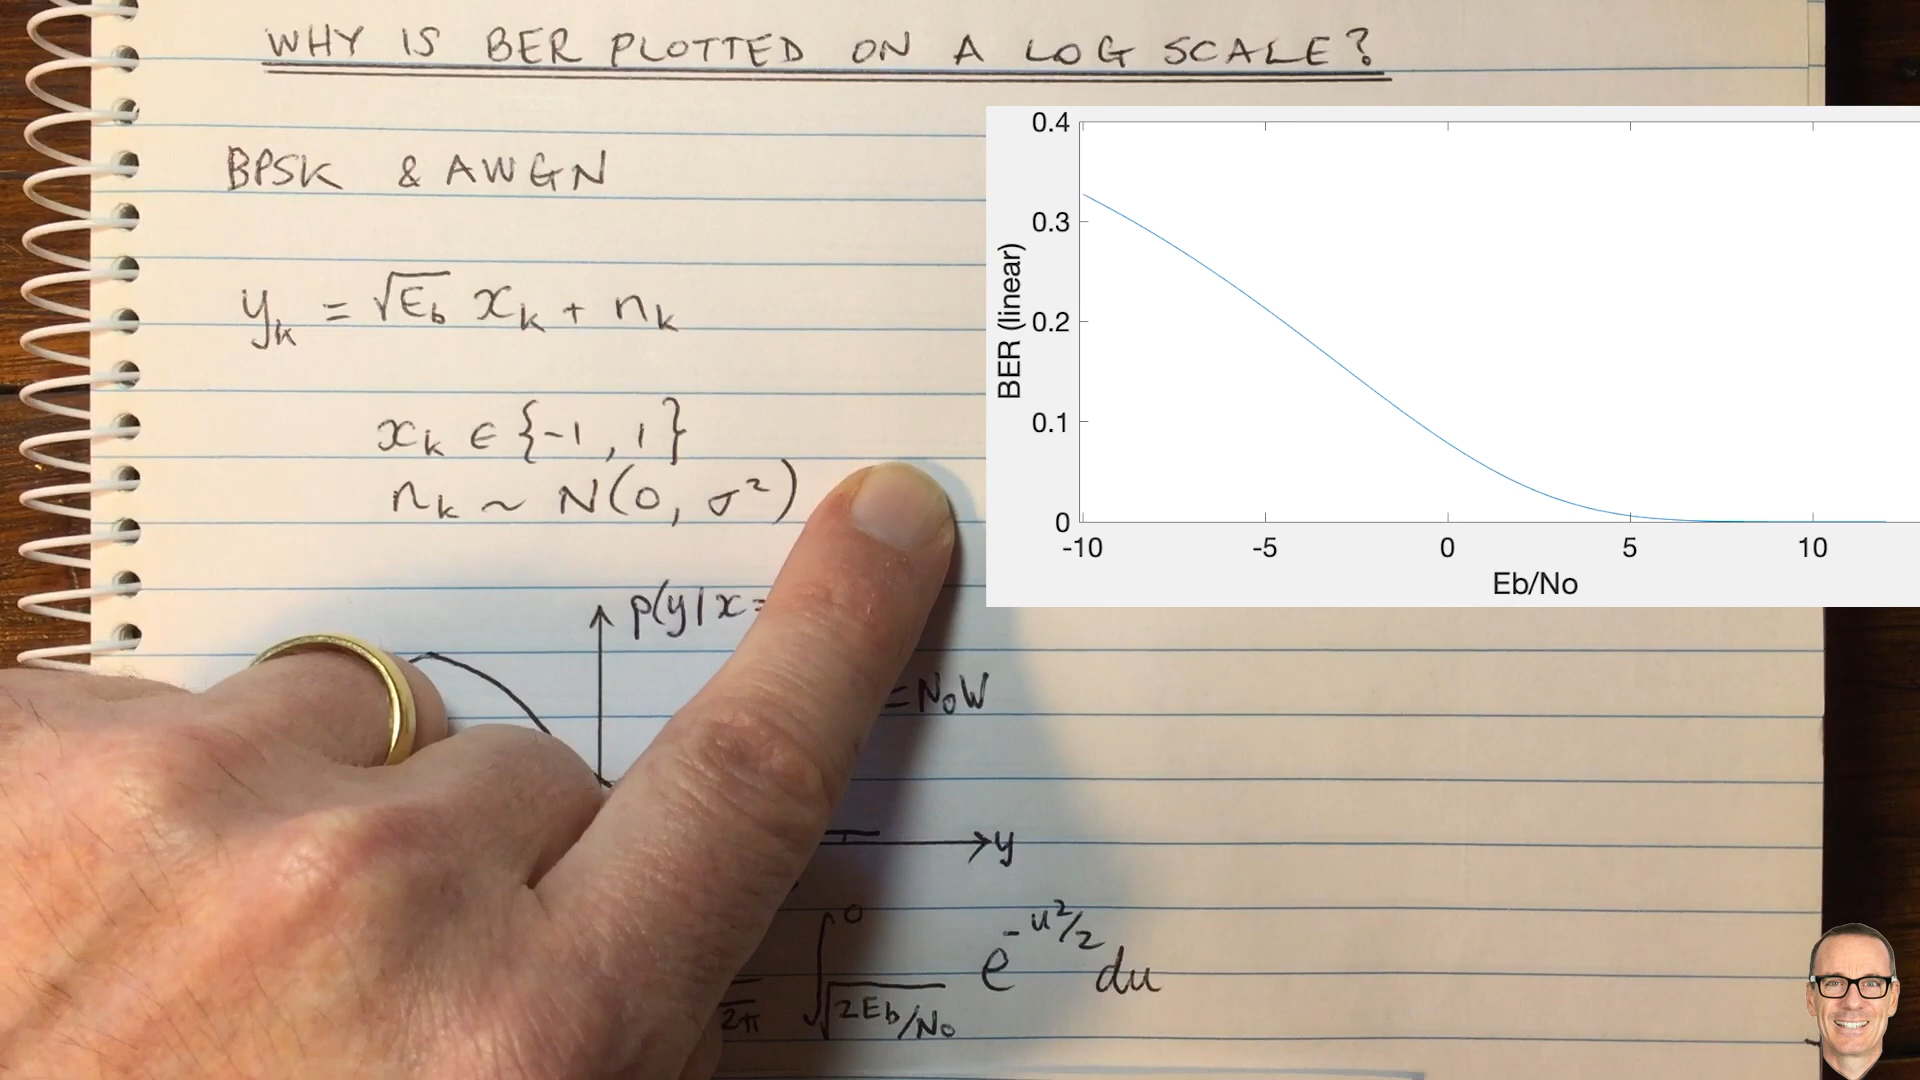 WHY IS BER PLOTTED ON A LOG SCALE?
BPSK & AWGN
y_k = √E_b x_k + n_k
x_k ∈ {-1, 1}
n_k ~ N(0, σ²)
p(y|x=
=N₀W
y
2π ∫ 0 √2Eb/No e^-u²/2 du
0.4
0.3
0.2
0.1
0
BER (linear)
-10 -5 0 5 10
Eb/No